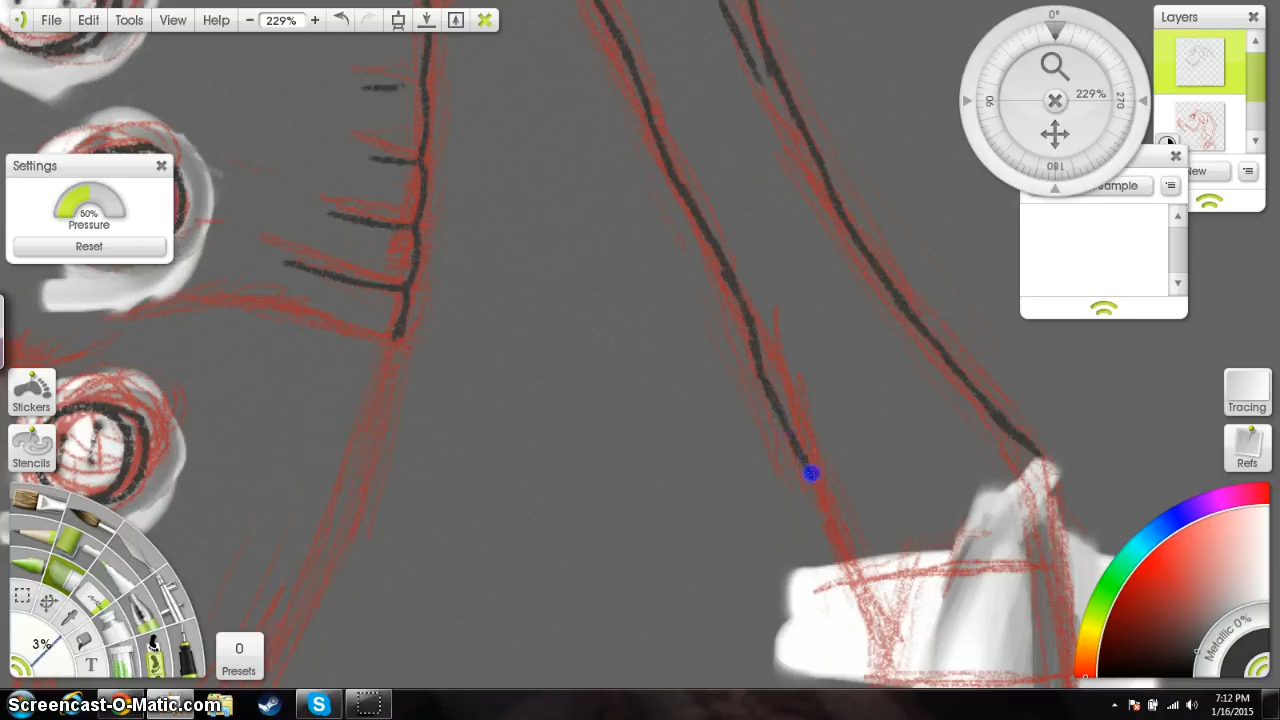 File Edit Tools View Help − 229% +
Layers
0°
229%
90
270
180
Settings
50%
Pressure
Reset
Sample
New
Stickers
Stencils
Tracing
Refs
3%
T
0
Presets
Metallic 0%
Screencast-O-Matic.com
7:12 PM
1/16/2015